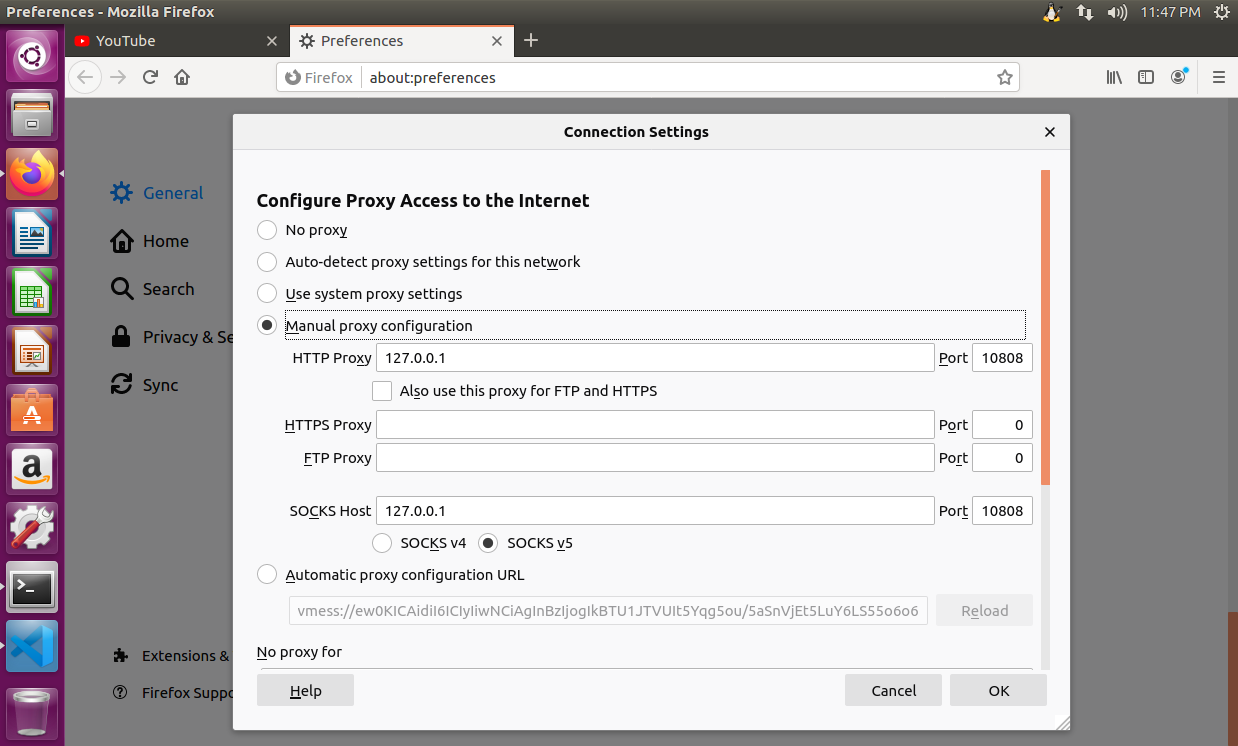 Preferences - Mozilla Firefox
11:47 PM
YouTube
Preferences
Firefox
about:preferences
General
Home
Search
Privacy & Se
Sync
Extensions &
Firefox Suppo
Connection Settings
Configure Proxy Access to the Internet
No proxy
Auto-detect proxy settings for this network
Use system proxy settings
Manual proxy configuration
HTTP Proxy 127.0.0.1 Port 10808
Also use this proxy for FTP and HTTPS
HTTPS Proxy Port 0
FTP Proxy Port 0
SOCKS Host 127.0.0.1 Port 10808
SOCKS v4 SOCKS v5
Automatic proxy configuration URL
vmess://ew0KICAidiI6ICIyIiwNCiAgInBzIjogIkBTU1JTVUIt5Yqg5ou/5aSnVjEt5LuY6LS55o6o6 Reload
No proxy for
Help Cancel OK